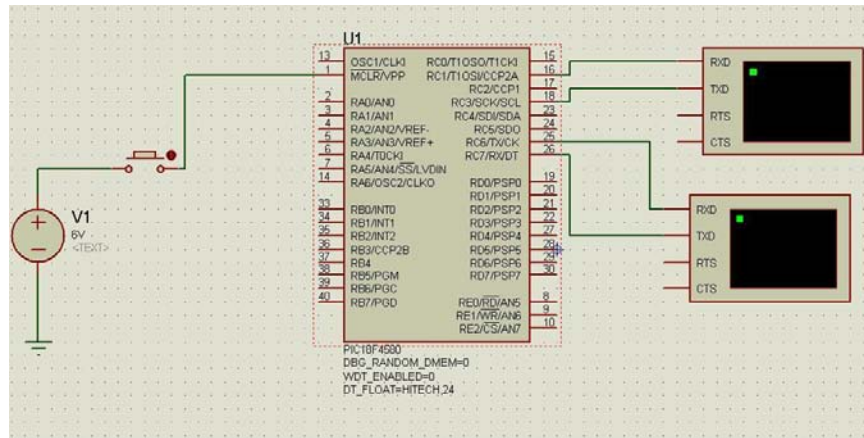 U1
13 OSC1/CLKI RC0/T1OSO/T1CKI 15
1 MCLR/VPP RC1/T1OSI/CCP2A 16
RC2/CCP1 17
2 RA0/AN0 RC3/SCK/SCL 18
3 RA1/AN1 RC4/SDI/SDA 23
4 RA2/AN2/VREF- RC5/SDO 24
5 RA3/AN3/VREF+ RC6/TX/CK 25
6 RA4/T0CKI RC7/RX/DT 26
7 RA5/AN4/SS/LVDIN
14 RA6/OSC2/CLKO RD0/PSP0 19
RD1/PSP1 20
33 RB0/INT0 RD2/PSP2 21
34 RB1/INT1 RD3/PSP3 22
35 RB2/INT2 RD4/PSP4 27
36 RB3/CCP2B RD5/PSP5 28
37 RB4 RD6/PSP6 29
38 RB5/PGM RD7/PSP7 30
39 RB6/PGC
40 RB7/PGD RE0/RD/AN5 8
RE1/WR/AN6 9
RE2/CS/AN7 10
PIC18F4580
DBG_RANDOM_DMEM=0
WDT_ENABLED=0
DT_FLOAT=HITECH,24
V1
6V
<TEXT>
RXD
TXD
RTS
CTS
RXD
TXD
RTS
CTS